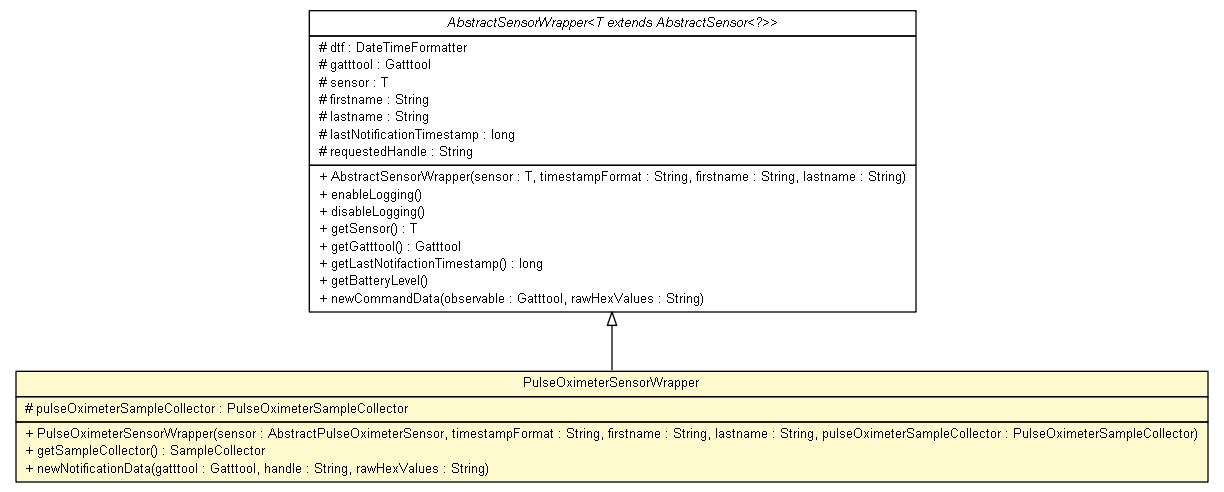 AbstractSensorWrapper<T extends AbstractSensor<?>>
# dtf : DateTimeFormatter
# gatttool : Gatttool
# sensor : T
# firstname : String
# lastname : String
# lastNotificationTimestamp : long
# requestedHandle : String
+ AbstractSensorWrapper(sensor : T, timestampFormat : String, firstname : String, lastname : String)
+ enableLogging()
+ disableLogging()
+ getSensor() : T
+ getGatttool() : Gatttool
+ getLastNotifactionTimestamp() : long
+ getBatteryLevel()
+ newCommandData(observable : Gatttool, rawHexValues : String)
PulseOximeterSensorWrapper
# pulseOximeterSampleCollector : PulseOximeterSampleCollector
+ PulseOximeterSensorWrapper(sensor : AbstractPulseOximeterSensor, timestampFormat : String, firstname : String, lastname : String, pulseOximeterSampleCollector : PulseOximeterSampleCollector)
+ getSampleCollector() : SampleCollector
+ newNotificationData(gatttool : Gatttool, handle : String, rawHexValues : String)